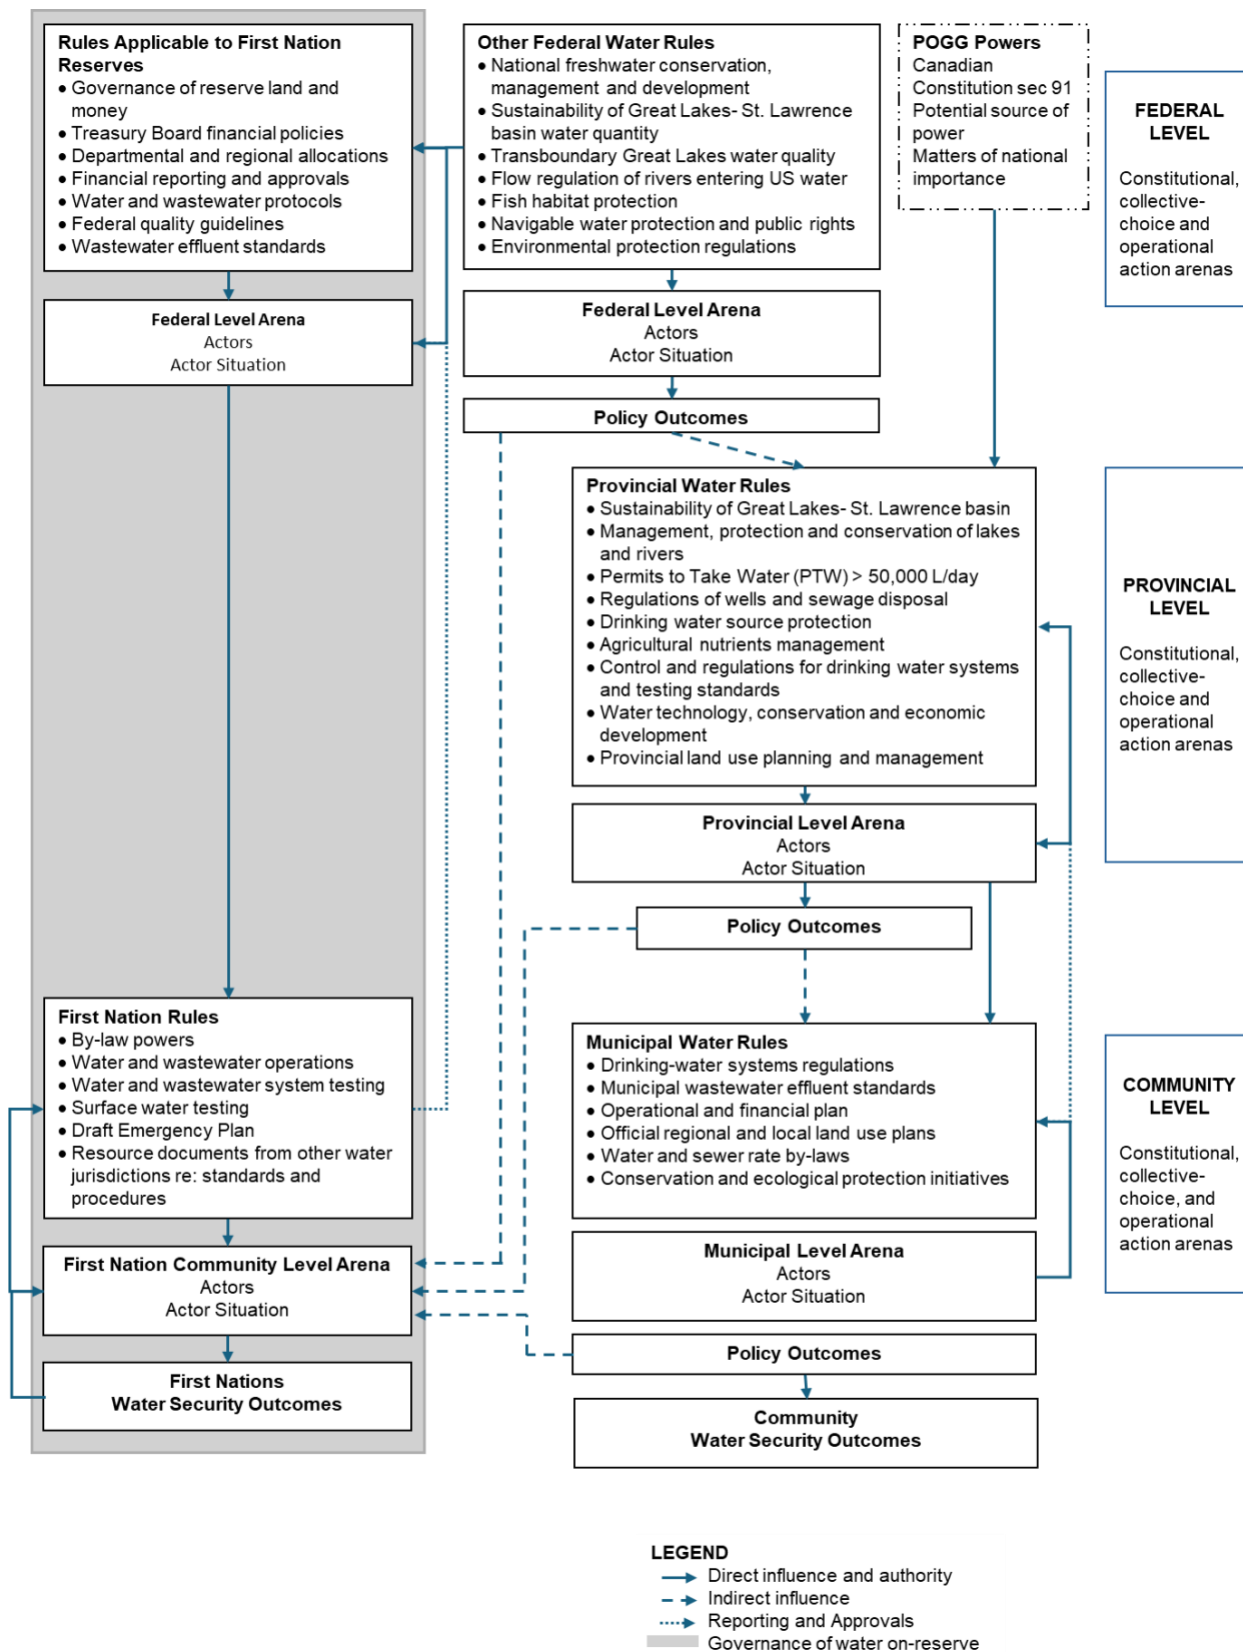 Rules Applicable to First Nation
Reserves
• Governance of reserve land and
money
• Treasury Board financial policies
• Departmental and regional allocations
• Financial reporting and approvals
• Water and wastewater protocols
• Federal quality guidelines
• Wastewater effluent standards
Federal Level Arena
Actors
Actor Situation
Other Federal Water Rules
• National freshwater conservation,
management and development
• Sustainability of Great Lakes- St. Lawrence
basin water quantity
• Transboundary Great Lakes water quality
• Flow regulation of rivers entering US water
• Fish habitat protection
• Navigable water protection and public rights
• Environmental protection regulations
Federal Level Arena
Actors
Actor Situation
Policy Outcomes
POGG Powers
Canadian
Constitution sec 91
Potential source of
power
Matters of national
importance
FEDERAL
LEVEL
Constitutional,
collective-
choice and
operational
action arenas
Provincial Water Rules
• Sustainability of Great Lakes- St. Lawrence basin
• Management, protection and conservation of lakes
and rivers
• Permits to Take Water (PTW) > 50,000 L/day
• Regulations of wells and sewage disposal
• Drinking water source protection
• Agricultural nutrients management
• Control and regulations for drinking water systems
and testing standards
• Water technology, conservation and economic
development
• Provincial land use planning and management
Provincial Level Arena
Actors
Actor Situation
Policy Outcomes
PROVINCIAL
LEVEL
Constitutional,
collective-
choice and
operational
action arenas
First Nation Rules
• By-law powers
• Water and wastewater operations
• Water and wastewater system testing
• Surface water testing
• Draft Emergency Plan
• Resource documents from other water
jurisdictions re: standards and
procedures
First Nation Community Level Arena
Actors
Actor Situation
First Nations
Water Security Outcomes
Municipal Water Rules
• Drinking-water systems regulations
• Municipal wastewater effluent standards
• Operational and financial plan
• Official regional and local land use plans
• Water and sewer rate by-laws
• Conservation and ecological protection initiatives
Municipal Level Arena
Actors
Actor Situation
Policy Outcomes
Community
Water Security Outcomes
COMMUNITY
LEVEL
Constitutional,
collective-
choice, and
operational
action arenas
LEGEND
Direct influence and authority
Indirect influence
Reporting and Approvals
Governance of water on-reserve